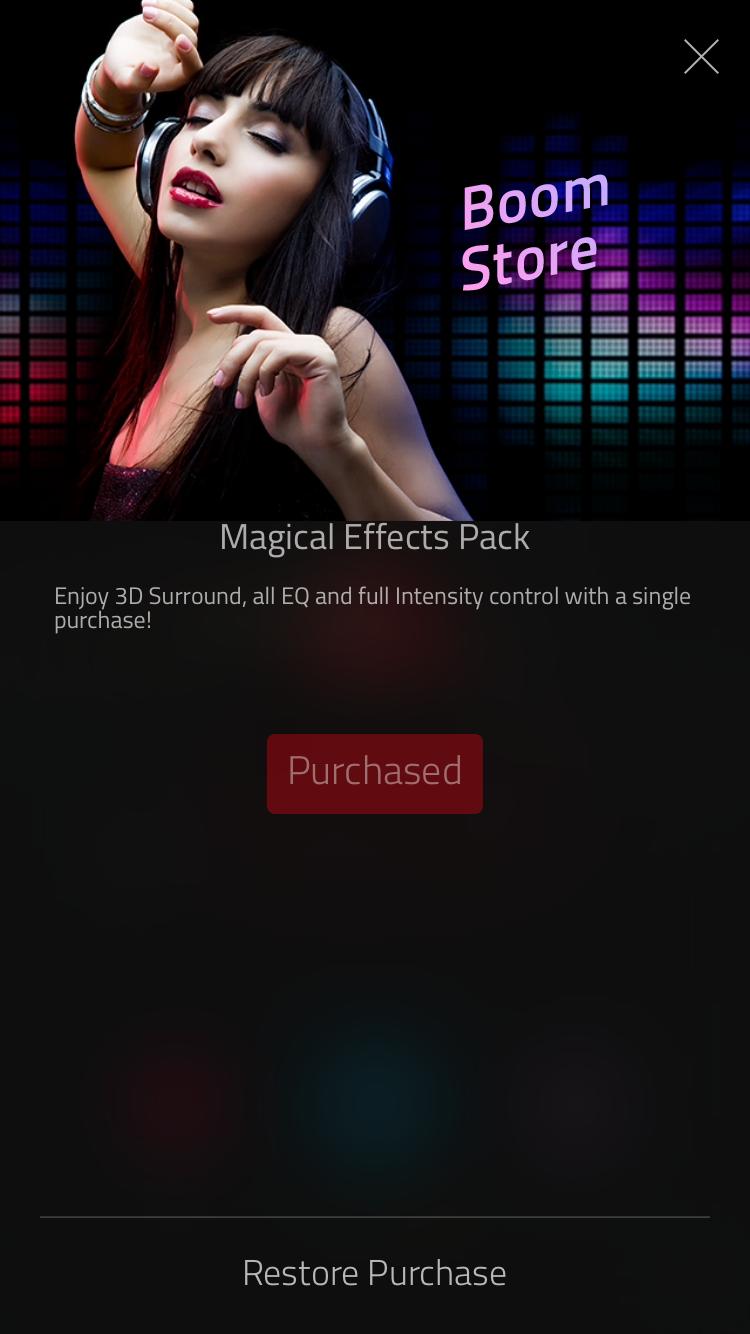 Boom
Store
Magical Effects Pack
Enjoy 3D Surround, all EQ and full Intensity control with a single
purchase!
Purchased
Restore Purchase